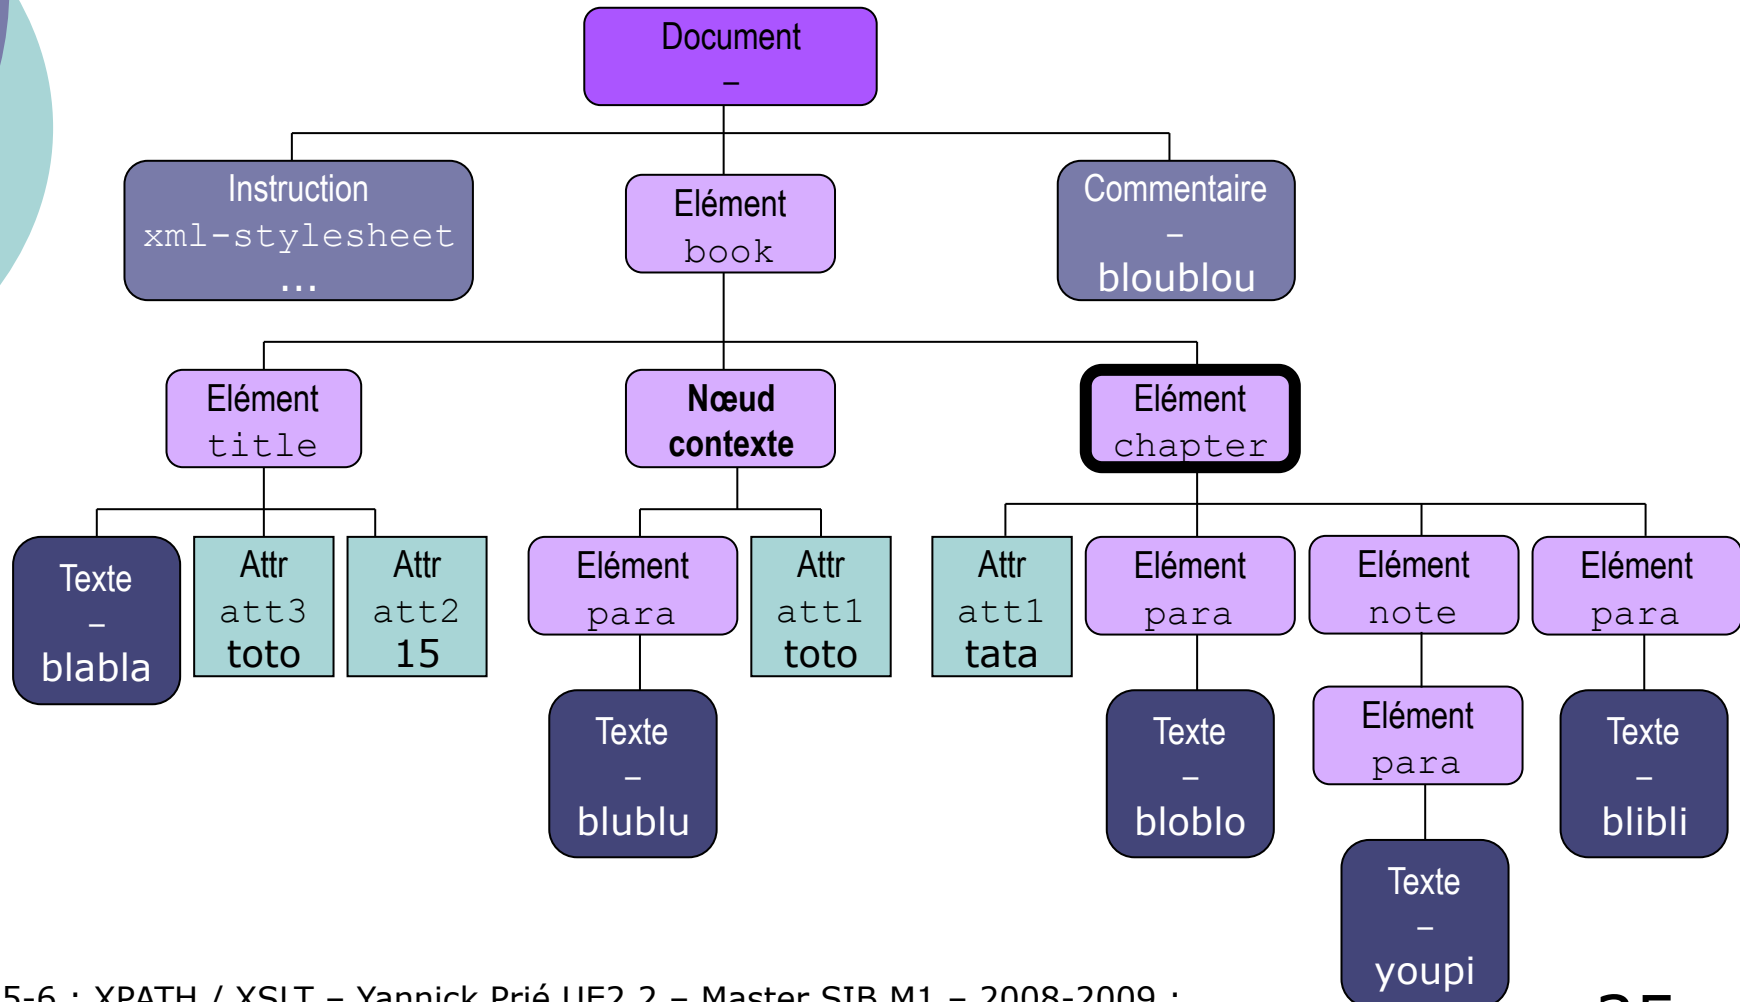 Document
–
Instruction
xml-stylesheet
...
Elément
book
Commentaire
–
bloublou
Elément
title
Nœud
contexte
Elément
chapter
Texte
–
blabla
Attr
att3
toto
Attr
att2
15
Elément
para
Attr
att1
toto
Attr
att1
tata
Elément
para
Elément
note
Elément
para
Texte
–
blublu
Texte
–
bloblo
Elément
para
Texte
–
blibli
Texte
–
youpi
5-6 : XPATH / XSLT – Yannick Prié UE2.2 – Master SIB M1 – 2008-2009 :